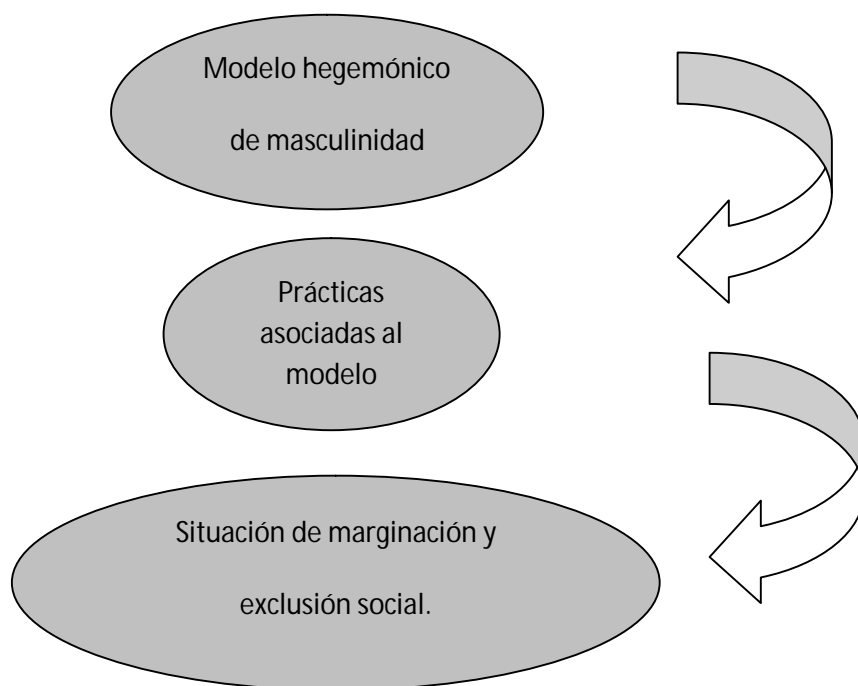 Modelo hegemónico
de masculinidad
Prácticas
asociadas al
modelo
Situación de marginación y
exclusión social.